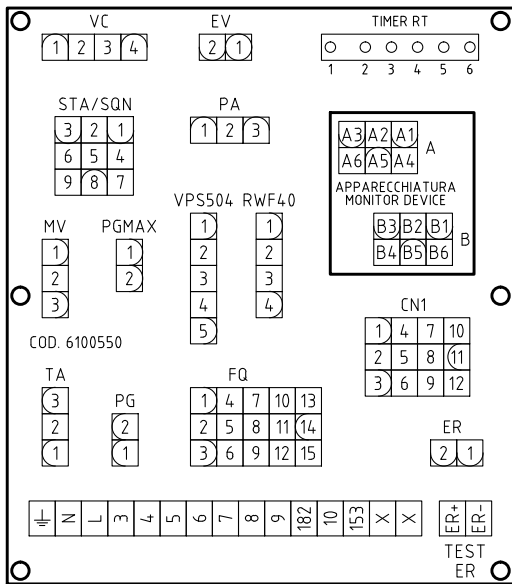 VC EV TIMER RT
1 2 3 4 2 1
1 2 3 4 5 6
STA/SQN PA
3 2 1 1 2 3
6 5 4
9 8 7
A3 A2 A1
A6 A5 A4 A
APPARECCHIATURA
MONITOR DEVICE
B3 B2 B1
B4 B5 B6 B
MV PGMAX VPS504 RWF40
1 1 1 1
2 2 2 2
3 3 3
4 4
5
COD. 6100550
CN1
1 4 7 10
2 5 8 11
3 6 9 12
TA PG FQ
3 2 1 4 7 10 13
2 1 2 5 8 11 14
1 3 6 9 12 15
ER
2 1
N L 3 4 5 6 7 8 9 182 10 153 X X ER+ ER-
TEST
ER